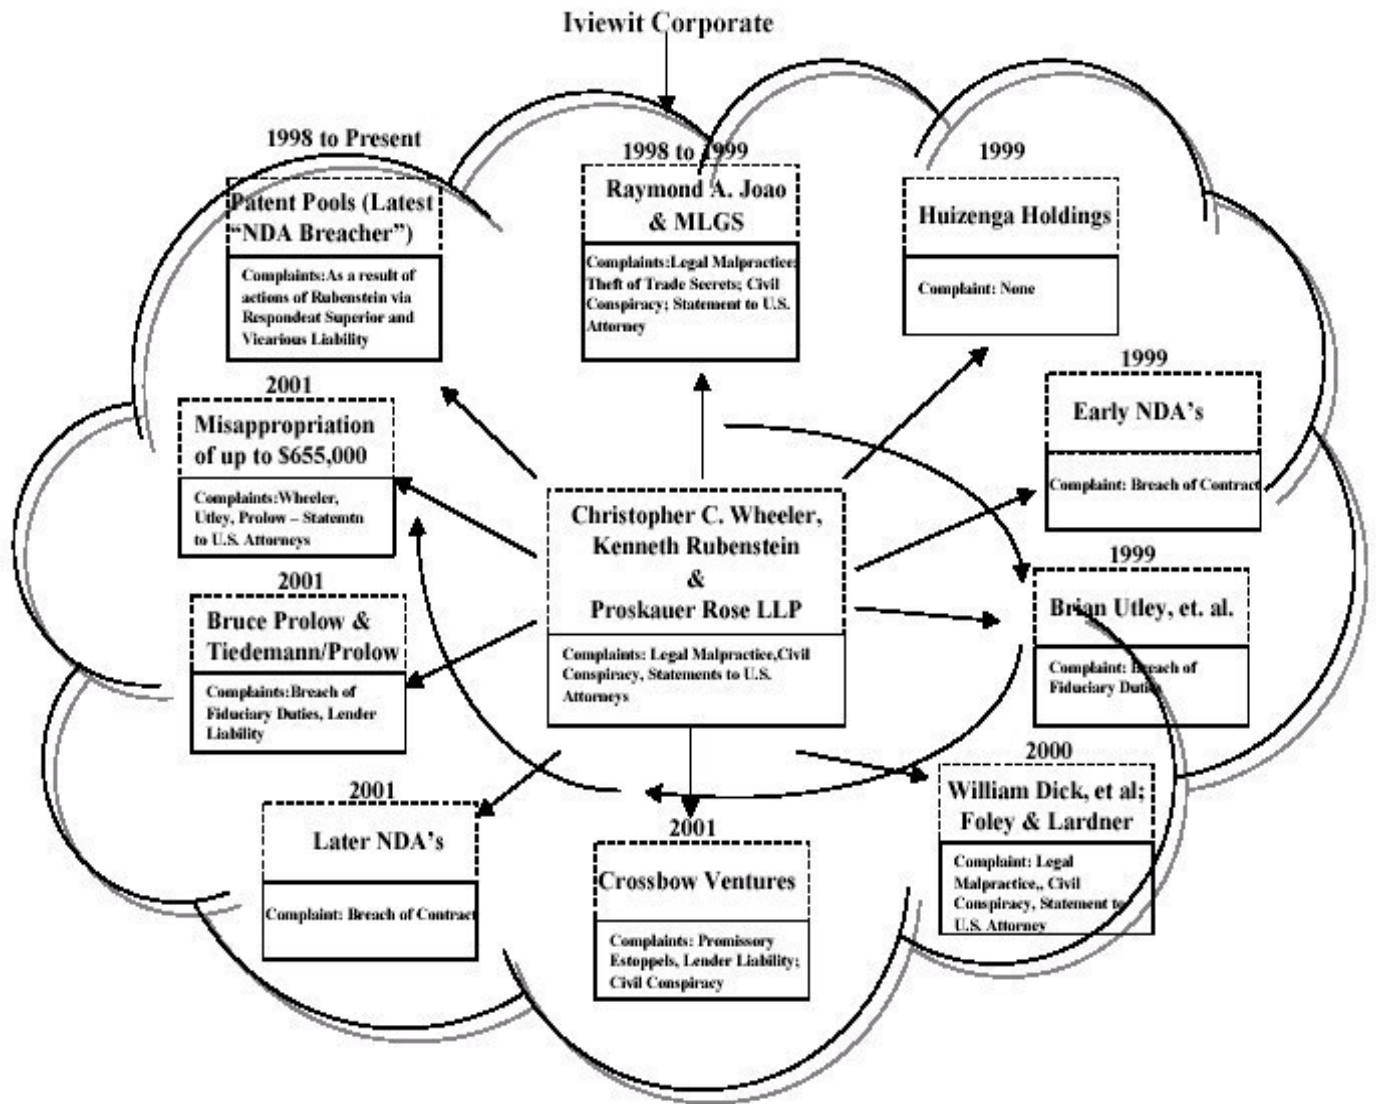 Iviewit Corporate
1998 to Present
Patent Pools (Latest
“NDA Breacher”)
Complaints:As a result of
actions of Rubenstein via
Respondeat Superior and
Vicarious Liability
1998 to 1999
Raymond A. Joao
& MLGS
Complaints:Legal Malpractice;
Theft of Trade Secrets; Civil
Conspiracy; Statement to U.S.
Attorney
1999
Huizenga Holdings
Complaint: None
1999
Early NDA’s
Complaint: Breach of Contract
2001
Misappropriation
of up to $655,000
Complaints:Wheeler,
Utley, Prolow – Statemtn
to U.S. Attorneys
Christopher C. Wheeler,
Kenneth Rubenstein
&
Proskauer Rose LLP
Complaints: Legal Malpractice,Civil
Conspiracy, Statements to U.S.
Attorneys
1999
Brian Utley, et. al.
Complaint: Breach of
Fiduciary Duties
2001
Bruce Prolow &
Tiedemann/Prolow
Complaints:Breach of
Fiduciary Duties, Lender
Liability
2000
William Dick, et al;
Foley & Lardner
Complaint: Legal
Malpractice,, Civil
Conspiracy, Statement to
U.S. Attorney
2001
Later NDA’s
Complaint: Breach of Contract
2001
Crossbow Ventures
Complaints: Promissory
Estoppels, Lender Liability;
Civil Conspiracy